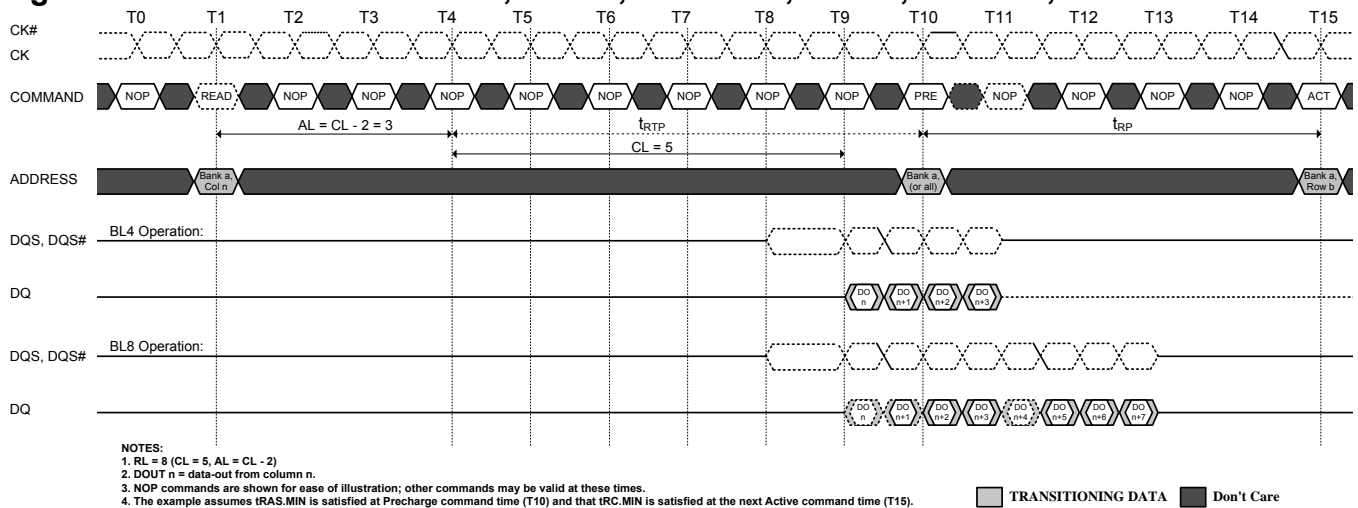 T0 T1 T2 T3 T4 T5 T6 T7 T8 T9 T10 T11 T12 T13 T14 T15
CK#
CK
COMMAND NOP READ NOP NOP NOP NOP NOP NOP NOP NOP PRE NOP NOP NOP NOP ACT
AL = CL - 2 = 3 tRTP tRP
CL = 5
ADDRESS Bank a, Col n Bank a, (or all) Bank a, Row b
BL4 Operation:
DQS, DQS#
DQ DO n DO n+1 DO n+2 DO n+3
BL8 Operation:
DQS, DQS#
DQ DO n DO n+1 DO n+2 DO n+3 DO n+4 DO n+5 DO n+6 DO n+7
NOTES:
1. RL = 8 (CL = 5, AL = CL - 2)
2. DOUT n = data-out from column n.
3. NOP commands are shown for ease of illustration; other commands may be valid at these times.
4. The example assumes tRAS.MIN is satisfied at Precharge command time (T10) and that tRC.MIN is satisfied at the next Active command time (T15).
TRANSITIONING DATA Don't Care